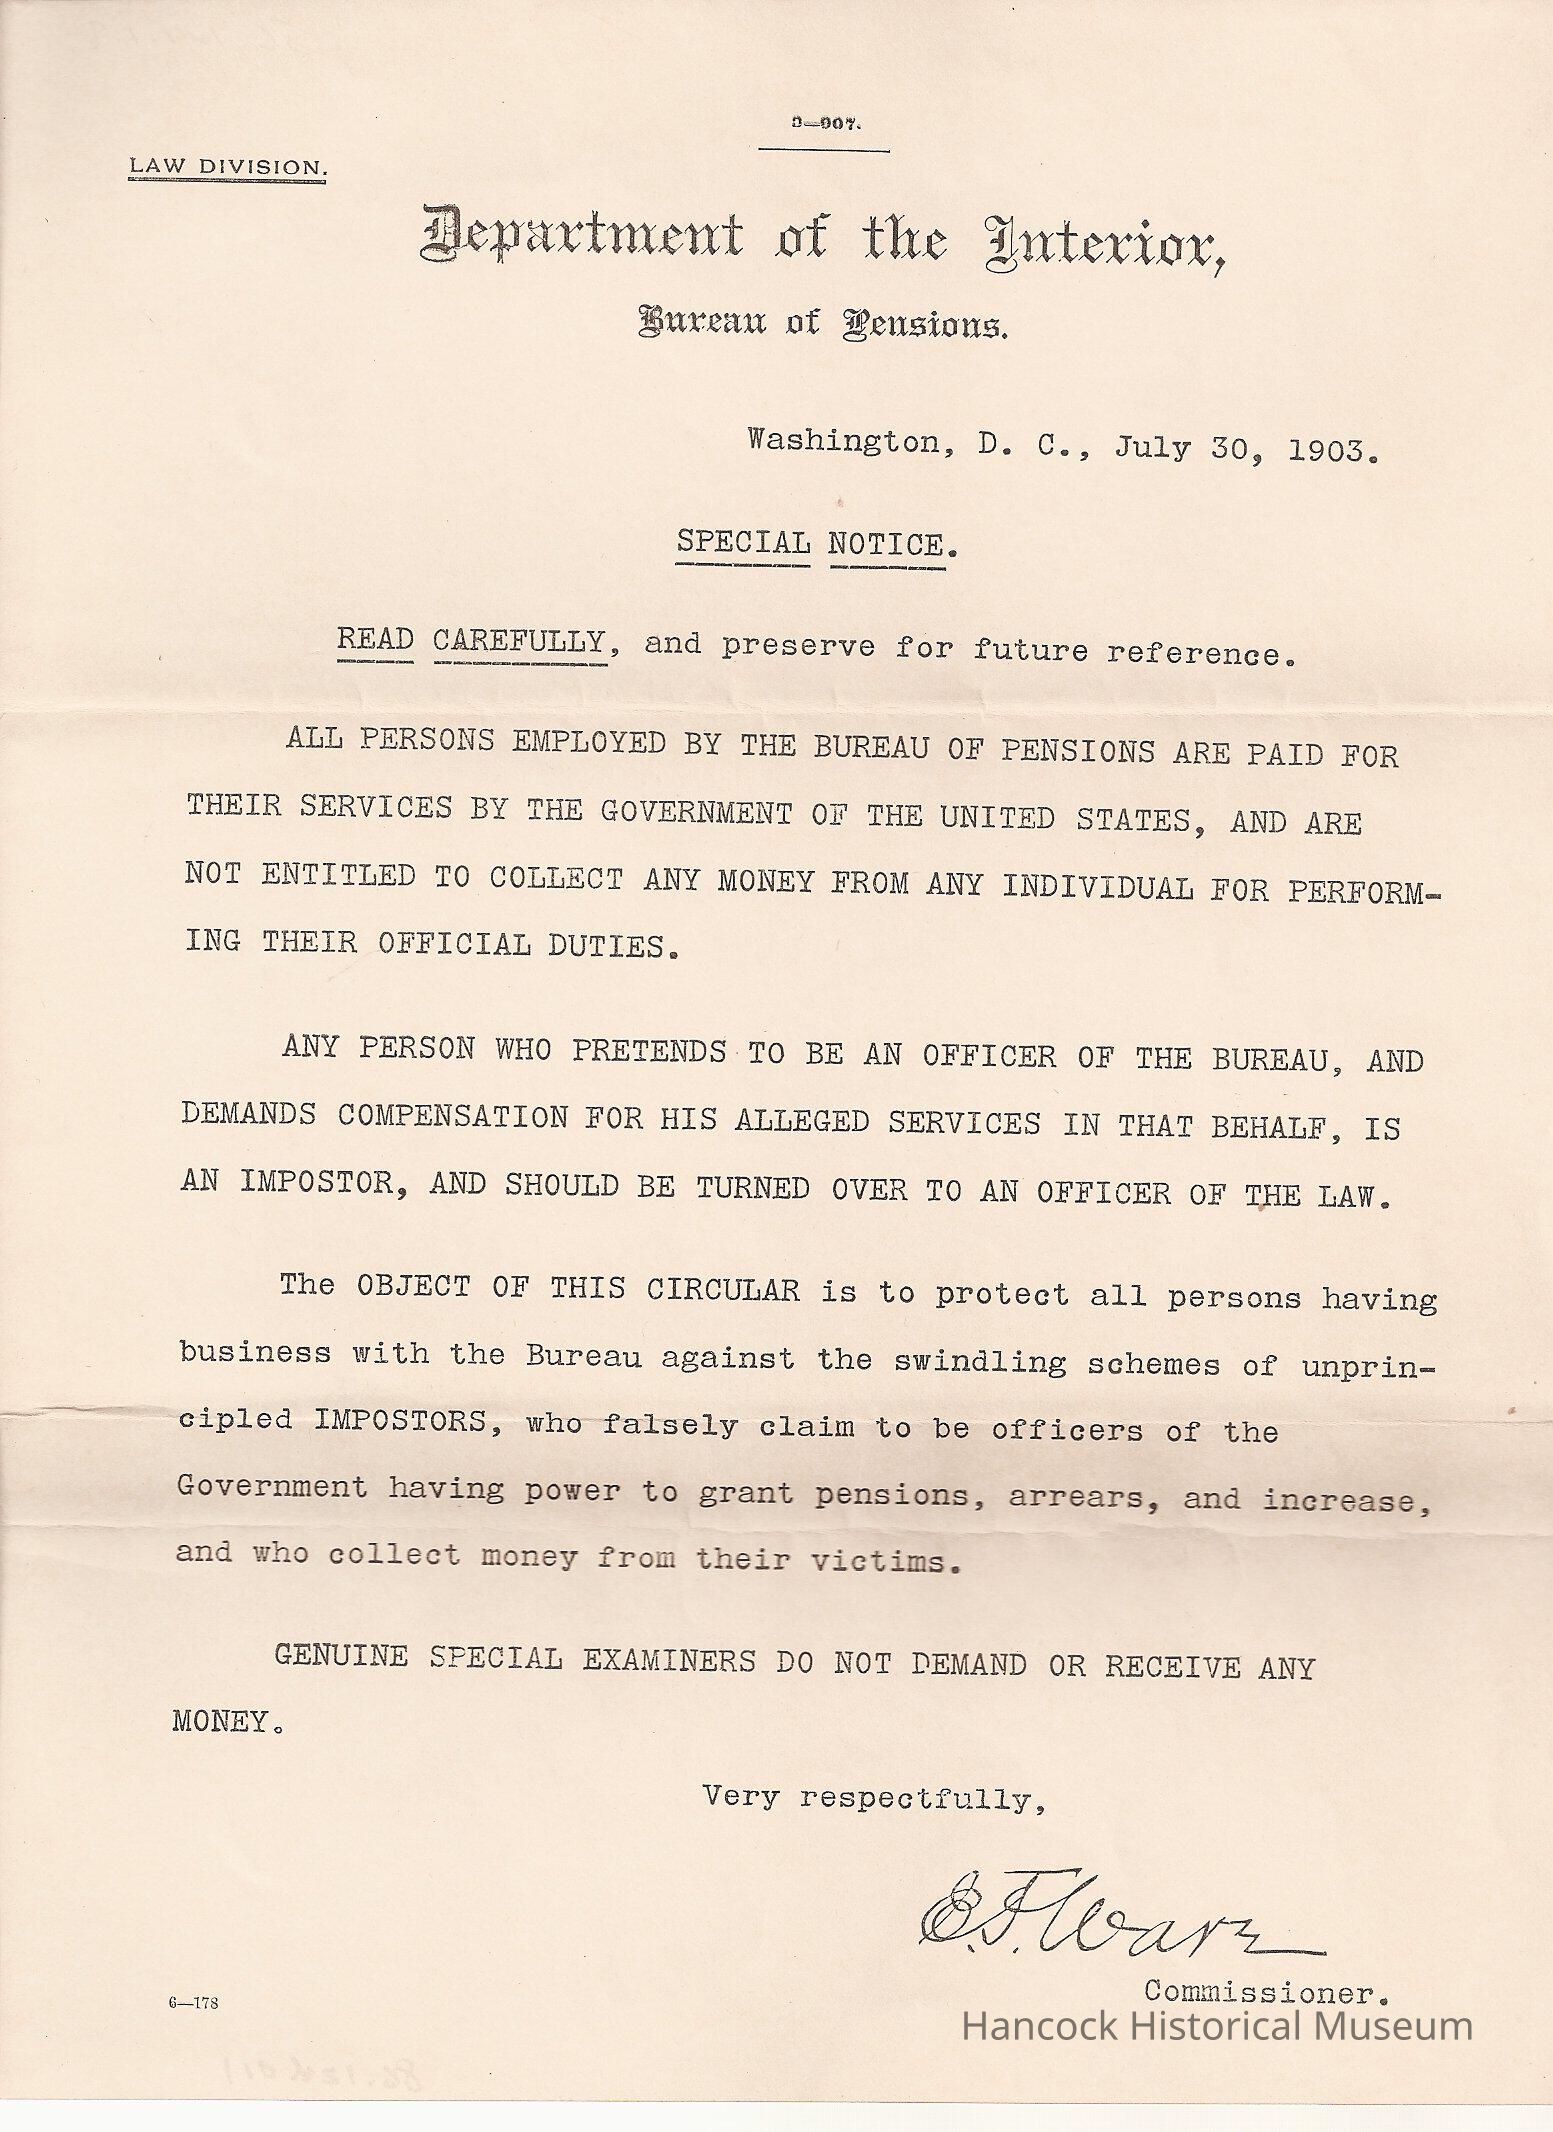 LAW DIVISION.
Department of the Interior,
Bureau of Pensions.
Washington, D. C., July 30, 1903.
SPECIAL NOTICE.
READ CAREFULLY, and preserve for future reference.
ALL PERSONS EMPLOYED BY THE BUREAU OF PENSIONS ARE PAID FOR
THEIR SERVICES BY THE GOVERNMENT OF THE UNITED STATES, AND ARE
NOT ENTITLED TO COLLECT ANY MONEY FROM ANY INDIVIDUAL FOR PERFORM-
ING THEIR OFFICIAL DUTIES.
ANY PERSON WHO PRETENDS TO BE AN OFFICER OF THE BUREAU, AND
DEMANDS COMPENSATION FOR HIS ALLEGED SERVICES IN THAT BEHALF, IS
AN IMPOSTOR, AND SHOULD BE TURNED OVER TO AN OFFICER OF THE LAW.
The OBJECT OF THIS CIRCULAR is to protect all persons having
business with the Bureau against the swindling schemes of unprin-
cipled IMPOSTORS, who falsely claim to be officers of the
Government having power to grant pensions, arrears, and increase,
and who collect money from their victims.
GENUINE SPECIAL EXAMINERS DO NOT DEMAND OR RECEIVE ANY
MONEY.
Very respectfully,
Commissioner.
6—178
Hancock Historical Museum